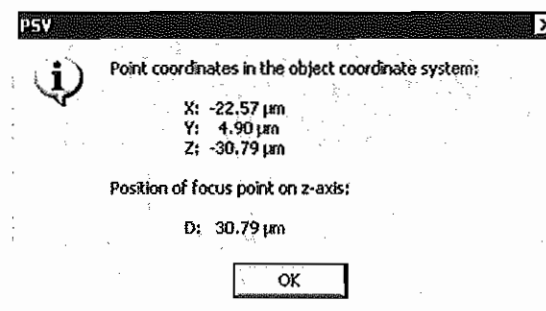 PSV
Point coordinates in the object coordinate system:
X: -22.57 µm
Y: 4.90 µm
Z: -30.79 µm
Position of focus point on z-axis:
D: 30.79 µm
OK